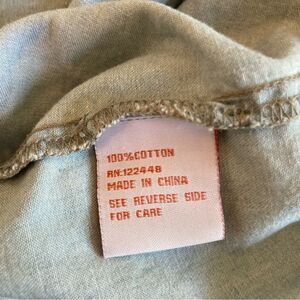 100%COTTON
RN:122448
MADE IN CHINA
SEE REVERSE SIDE
FOR CARE